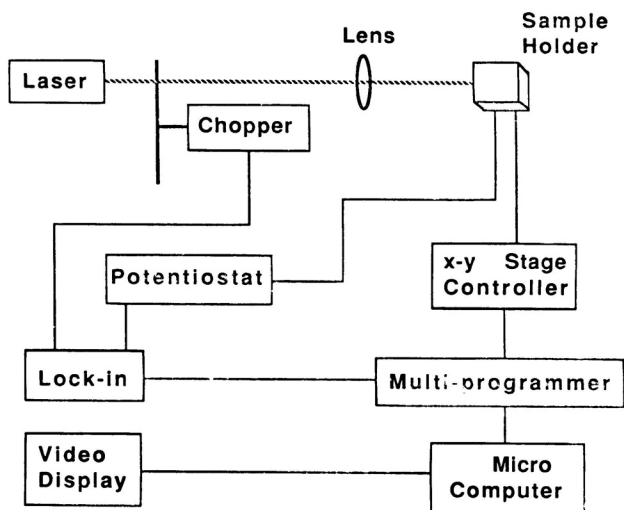 Lens
Sample
Holder
Laser
Chopper
Potentiostat
x-y Stage
Controller
Lock-in
Multi-programmer
Video
Display
Micro
Computer